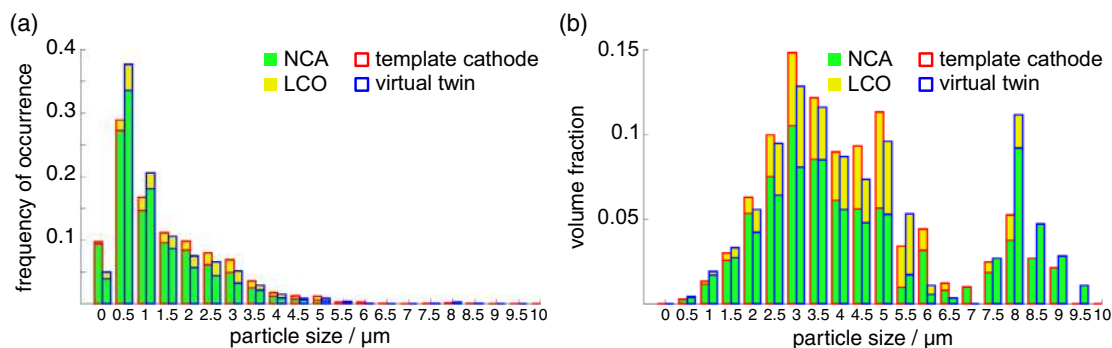 (a)
0.4
0.3
0.2
0.1
frequency of occurrence
NCA
template cathode
LCO
virtual twin
0 0.5 1 1.5 2 2.5 3 3.5 4 4.5 5 5.5 6 6.5 7 7.5 8 8.5 9 9.5 10
particle size / μm
(b)
0.15
0.1
0.05
volume fraction
NCA
template cathode
LCO
virtual twin
0 0.5 1 1.5 2 2.5 3 3.5 4 4.5 5 5.5 6 6.5 7 7.5 8 8.5 9 9.5 10
particle size / μm